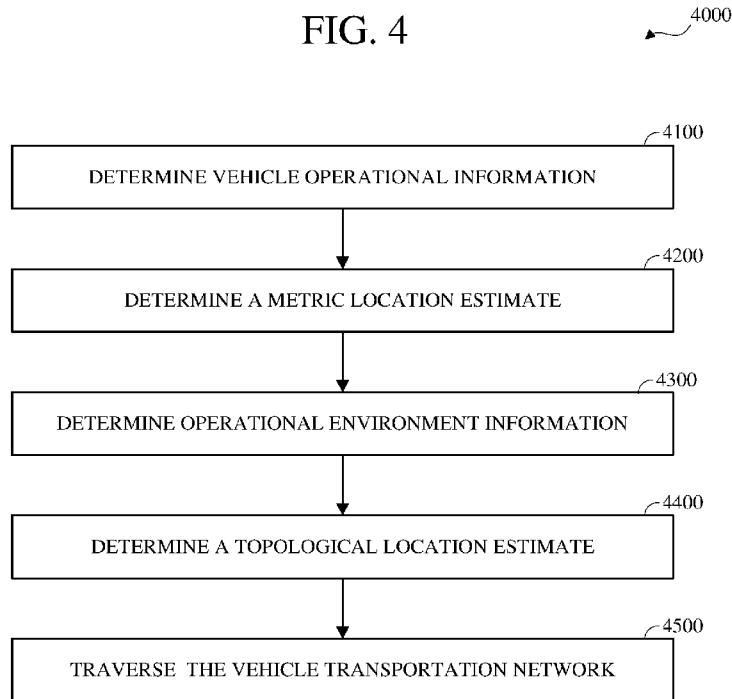 FIG. 4
4000
4100
DETERMINE VEHICLE OPERATIONAL INFORMATION
4200
DETERMINE A METRIC LOCATION ESTIMATE
4300
DETERMINE OPERATIONAL ENVIRONMENT INFORMATION
4400
DETERMINE A TOPOLOGICAL LOCATION ESTIMATE
4500
TRAVERSE THE VEHICLE TRANSPORTATION NETWORK